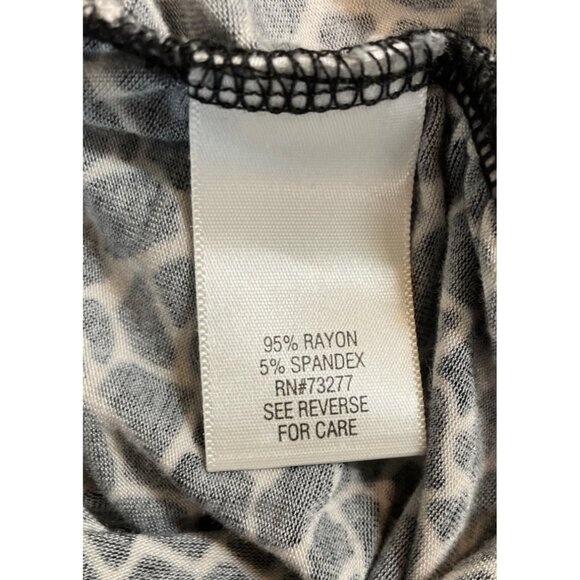 95% RAYON
5% SPANDEX
RN#73277
SEE REVERSE
FOR CARE